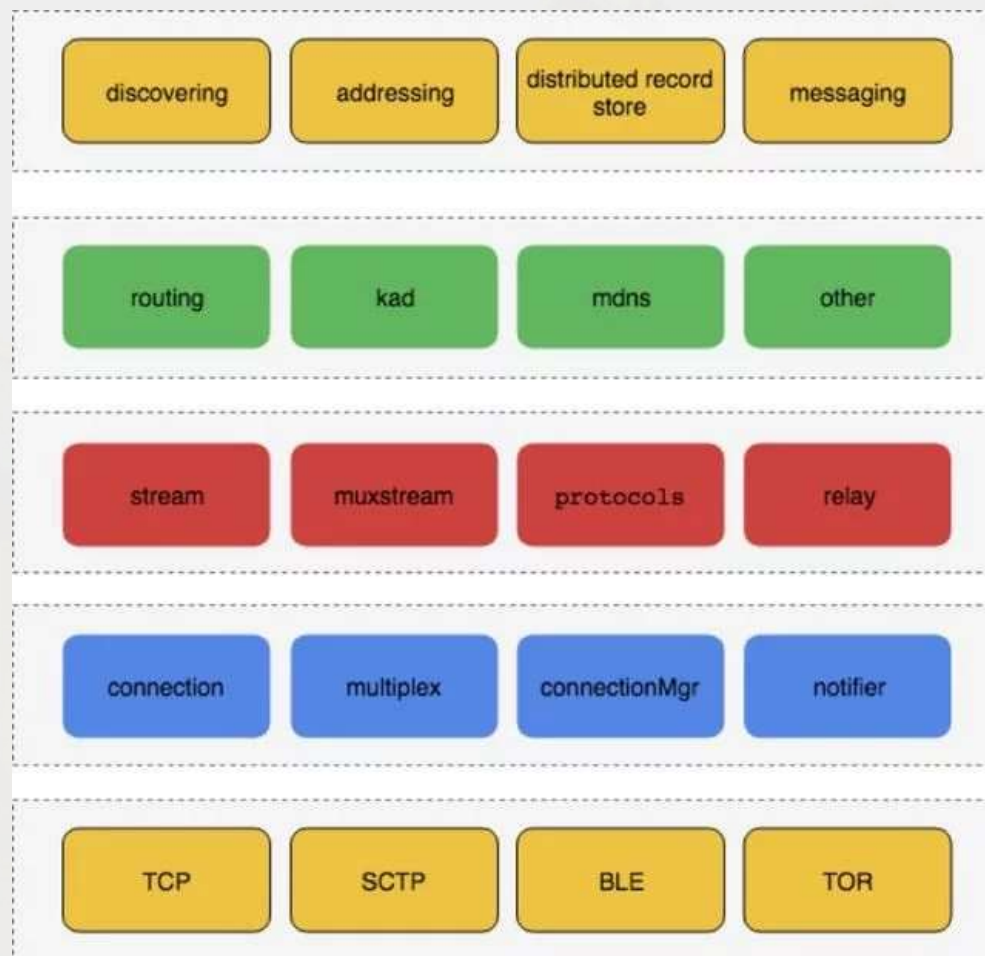 discovering
addressing
distributed record
store
messaging
routing
kad
mdns
other
stream
muxstream
protocols
relay
connection
multiplex
connectionMgr
notifier
TCP
SCTP
BLE
TOR